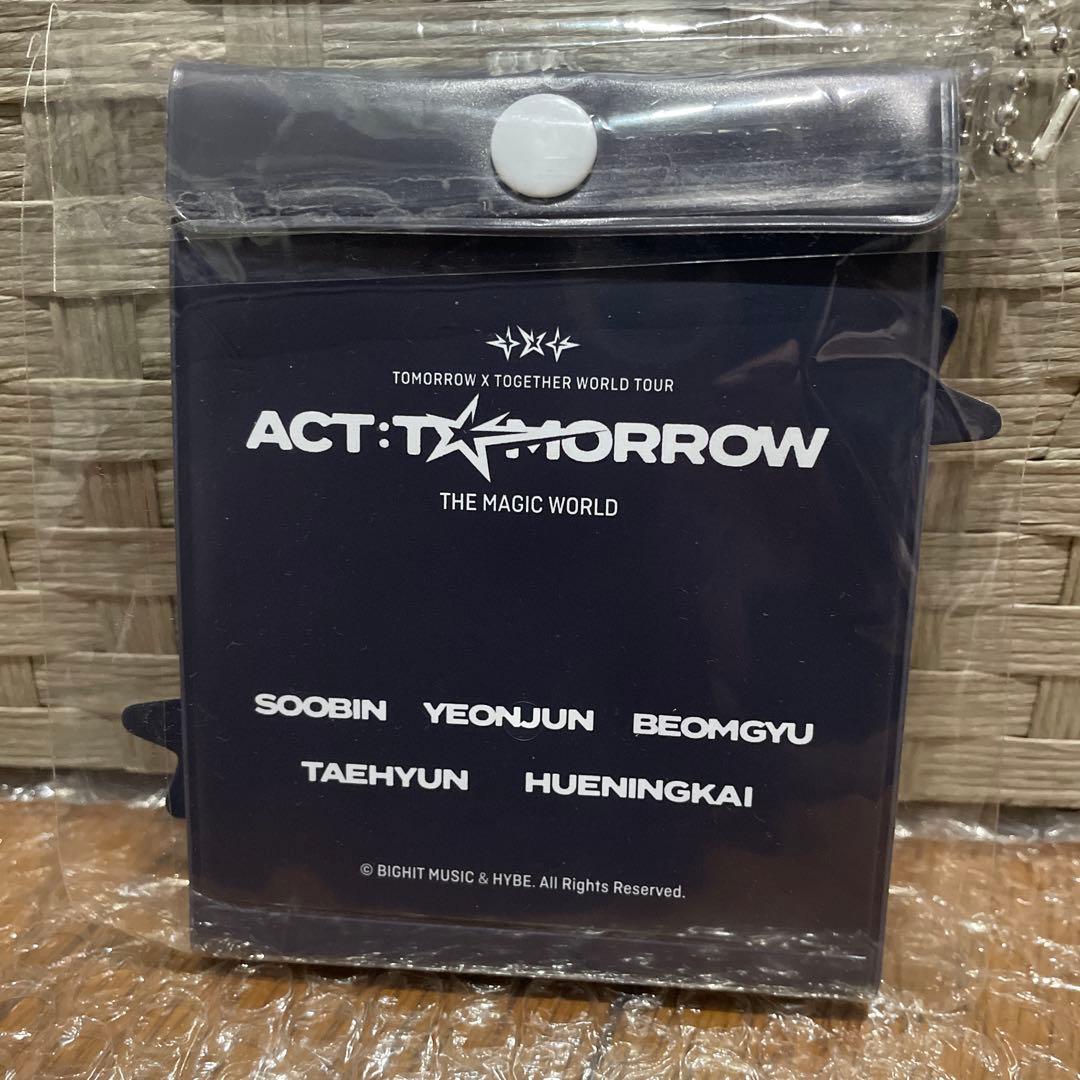 TOMORROW X TOGETHER WORLD TOUR
ACT:TOMORROW
THE MAGIC WORLD
SOOBIN YEONJUN BEOMGYU
TAEHYUN HUENINGKAI
© BIGHIT MUSIC & HYBE. All Rights Reserved.